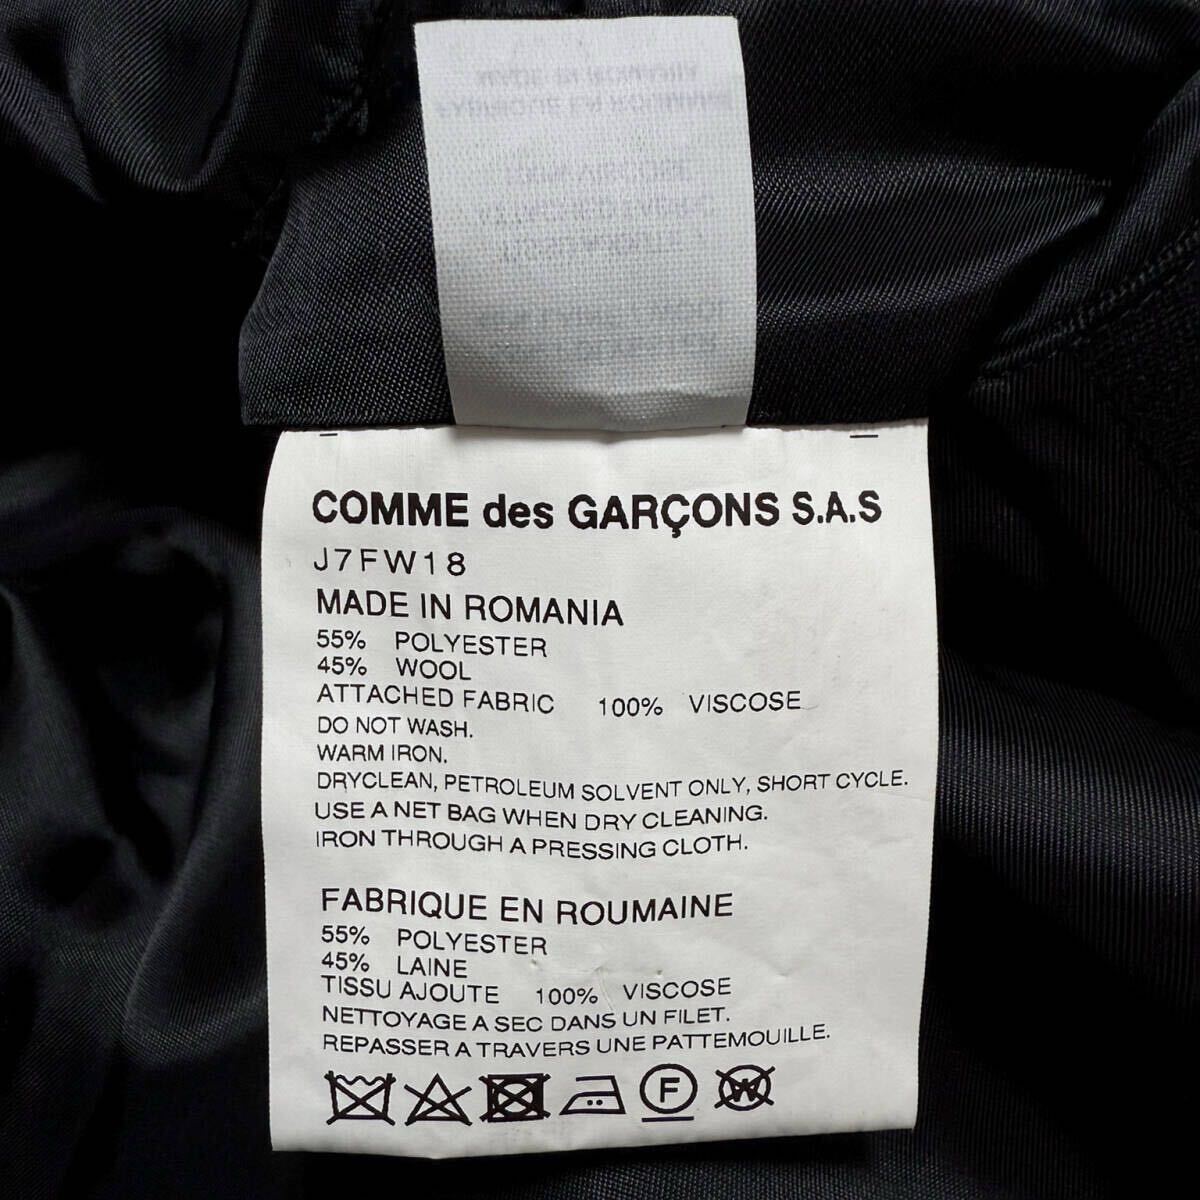 COMME des GARÇONS S.A.S
J7FW18
MADE IN ROMANIA
55% POLYESTER
45% WOOL
ATTACHED FABRIC 100% VISCOSE
DO NOT WASH.
WARM IRON.
DRYCLEAN, PETROLEUM SOLVENT ONLY, SHORT CYCLE.
USE A NET BAG WHEN DRY CLEANING.
IRON THROUGH A PRESSING CLOTH.
FABRIQUE EN ROUMAINE
55% POLYESTER
45% LAINE
TISSU AJOUTE 100% VISCOSE
NETTOYAGE A SEC DANS UN FILET.
REPASSER A TRAVERS UNE PATTEMOUILLE.
F W